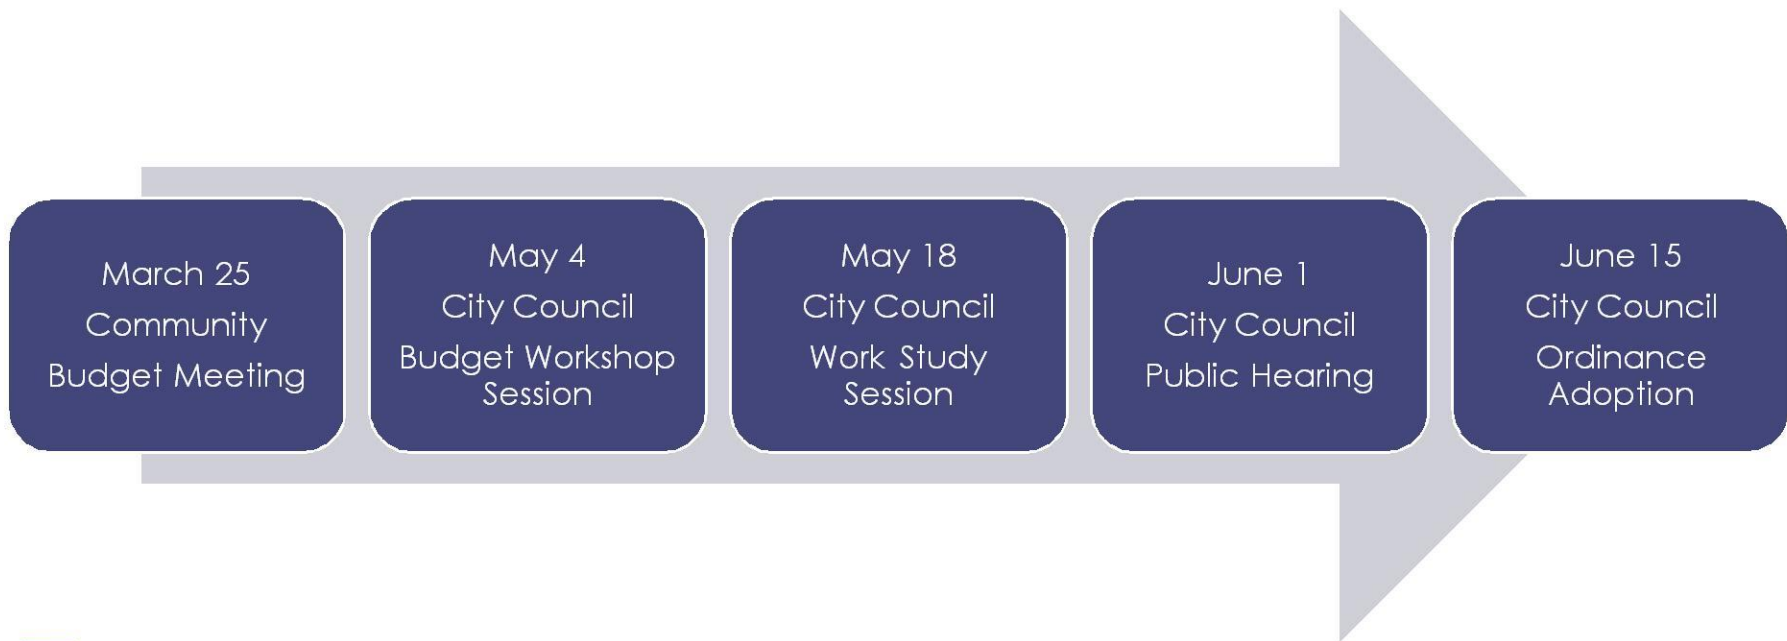 March 25
Community
Budget Meeting
May 4
City Council
Budget Workshop
Session
May 18
City Council
Work Study
Session
June 1
City Council
Public Hearing
June 15
City Council
Ordinance
Adoption